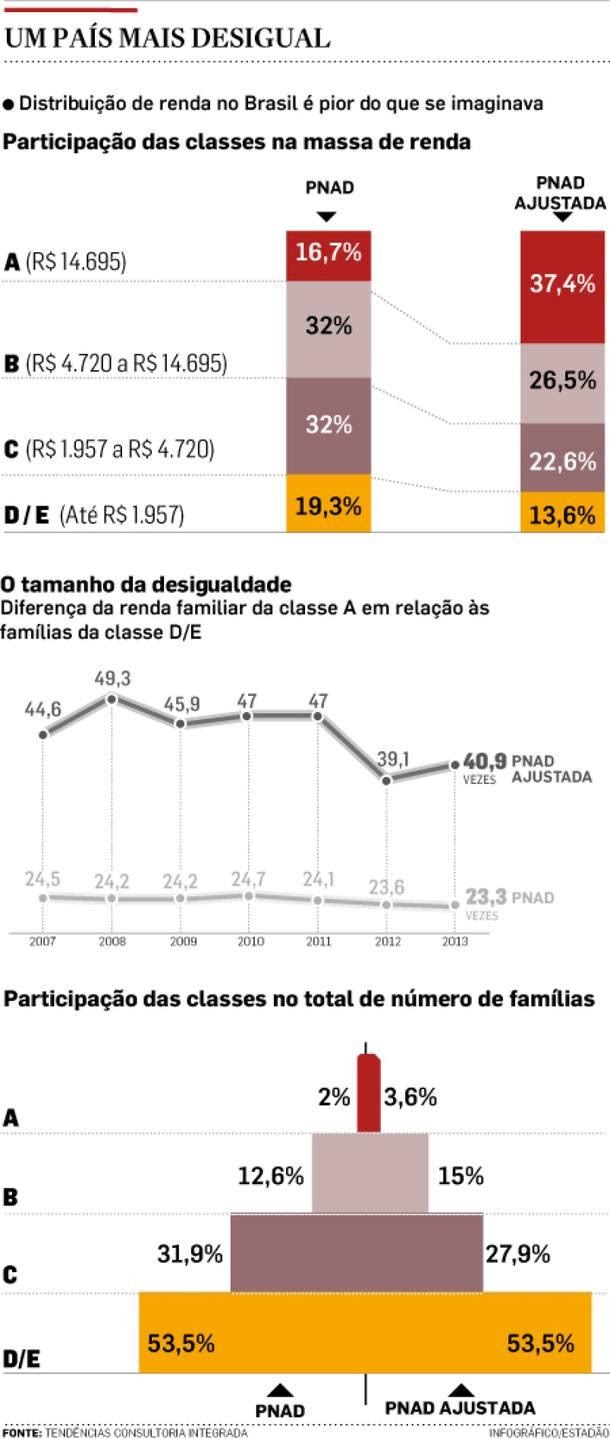 UM PAÍS MAIS DESIGUAL
● Distribuição de renda no Brasil é pior do que se imaginava
Participação das classes na massa de renda
PNAD
PNAD
AJUSTADA
A (R$ 14.695)
16,7%
37,4%
B (R$ 4.720 a R$ 14.695)
32%
26,5%
C (R$ 1.957 a R$ 4.720)
32%
22,6%
D/E (Até R$ 1.957)
19,3%
13,6%
O tamanho da desigualdade
Diferença da renda familiar da classe A em relação às
famílias da classe D/E
44,6
49,3
45,9
47
47
39,1
40,9 PNAD
VEZES AJUSTADA
24,5
24,2
24,2
24,7
24,1
23,6
23,3 PNAD
VEZES
2007 2008 2009 2010 2011 2012 2013
Participação das classes no total de número de famílias
A
2% 3,6%
B
12,6% 15%
C
31,9% 27,9%
D/E
53,5% 53,5%
PNAD PNAD AJUSTADA
FONTE: TENDÊNCIAS CONSULTORIA INTEGRADA INFOGRÁFICO/ESTADÃO